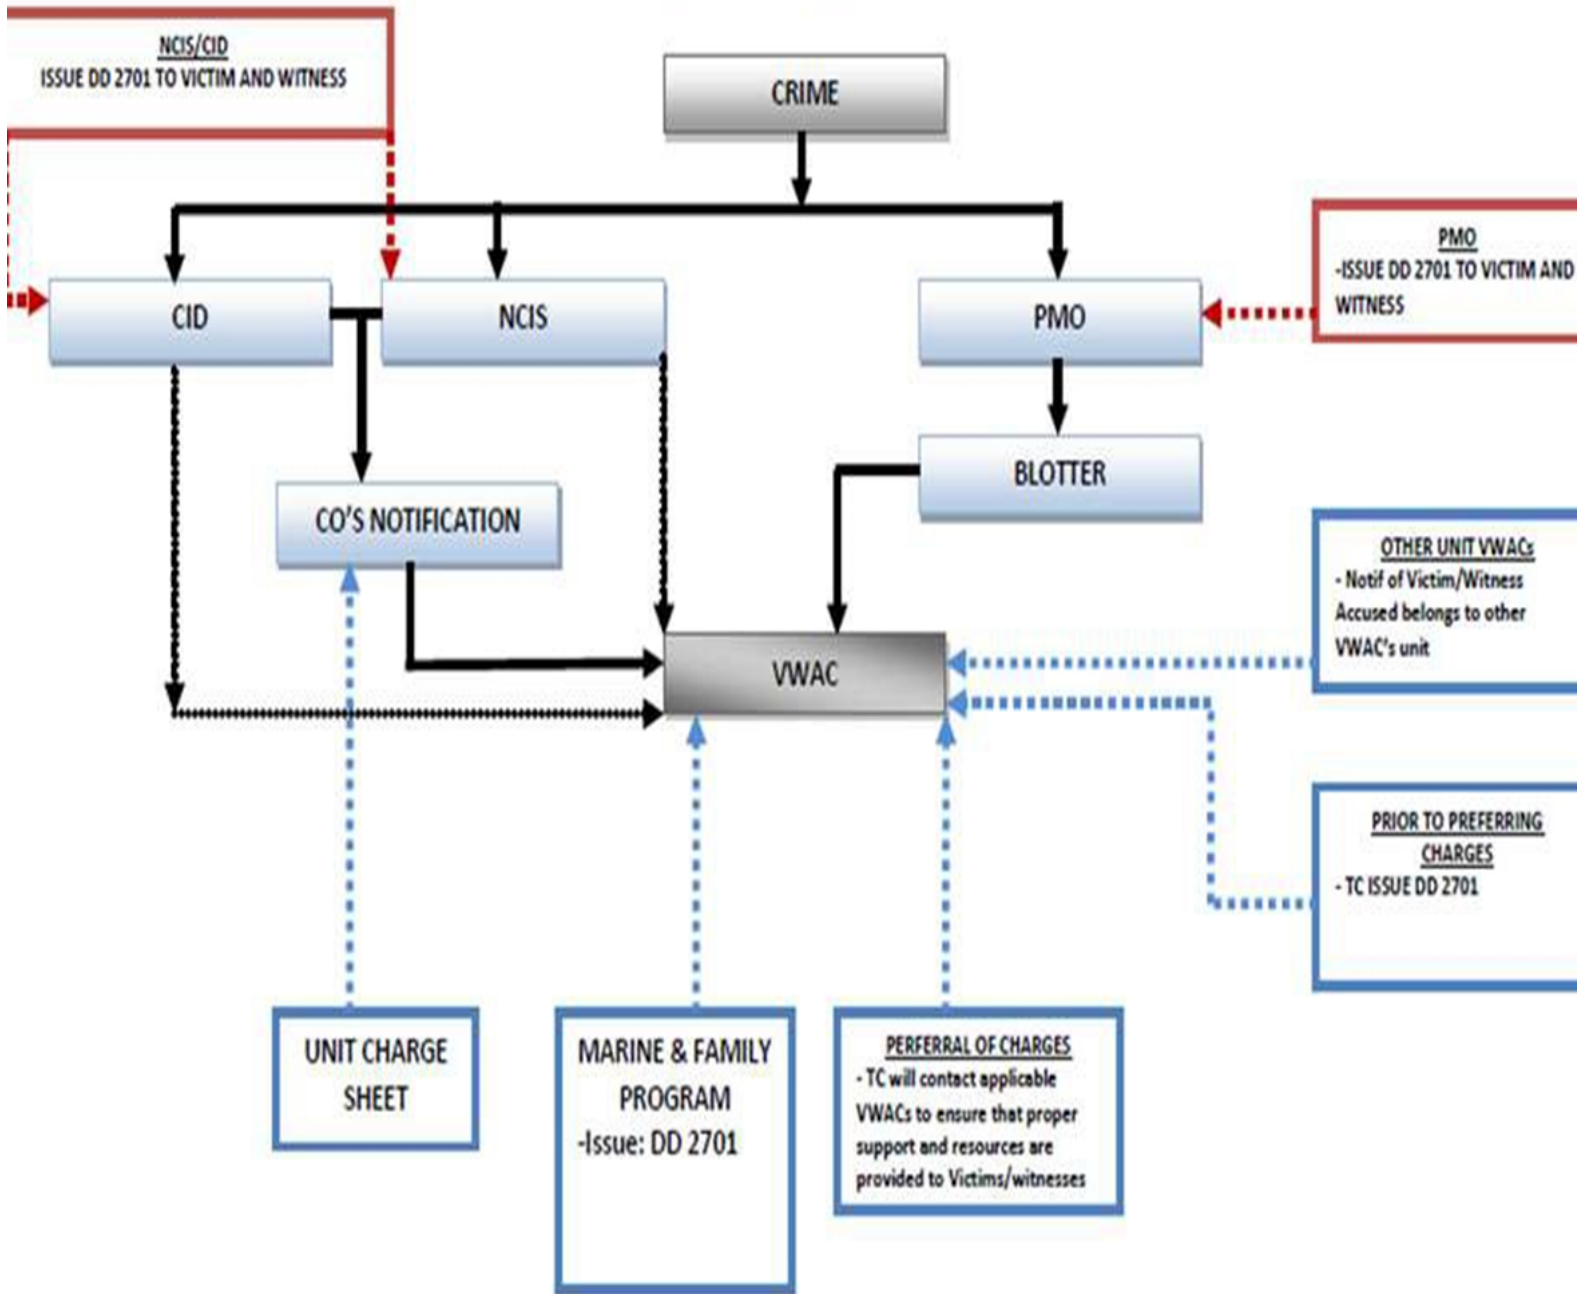 NCIS/CID
ISSUE DD 2701 TO VICTIM AND WITNESS
CRIME
PMO
-ISSUE DD 2701 TO VICTIM AND
WITNESS
CID
NCIS
PMO
BLOTTER
CO'S NOTIFICATION
OTHER UNIT VWACs
- Notif of Victim/Witness
Accused belongs to other
VWAC's unit
VWAC
PRIOR TO PREFERRING
CHARGES
- TC ISSUE DD 2701
UNIT CHARGE
SHEET
MARINE & FAMILY
PROGRAM
-Issue: DD 2701
PERFERRAL OF CHARGES
- TC will contact applicable
VWACs to ensure that proper
support and resources are
provided to Victims/witnesses